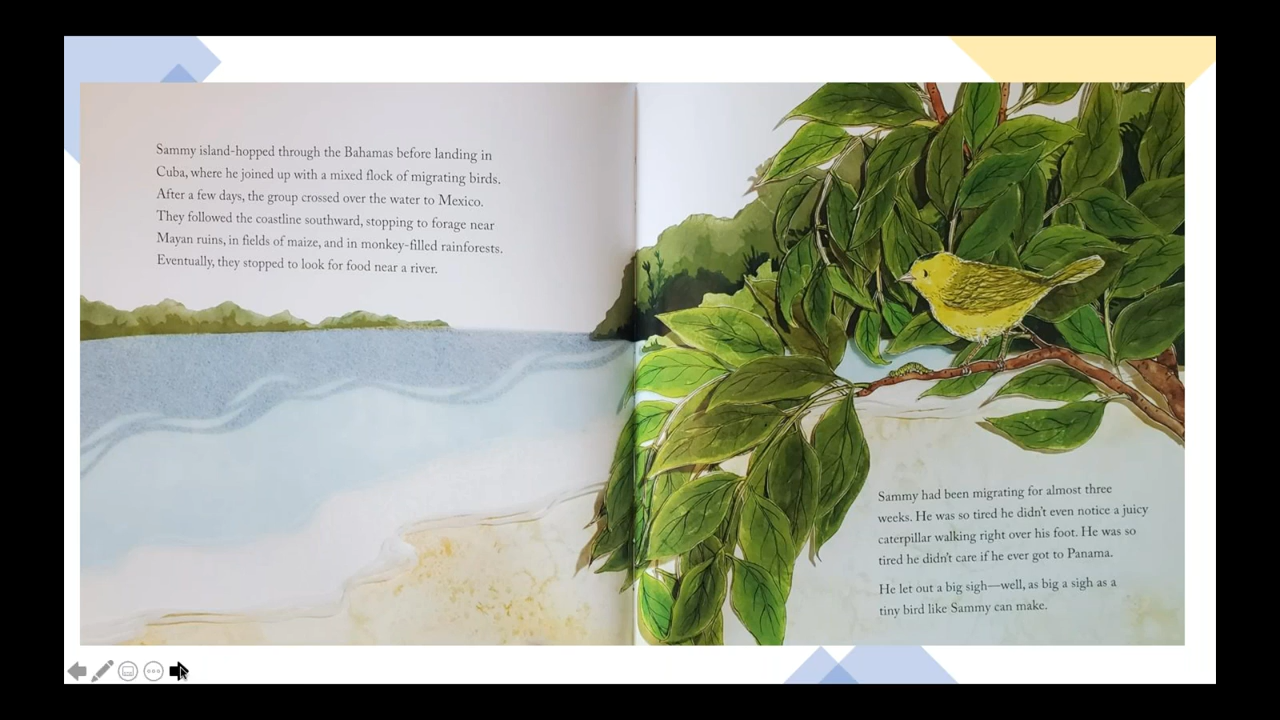 Sammy island-hopped through the Bahamas before landing in
Cuba, where he joined up with a mixed flock of migrating birds.
After a few days, the group crossed over the water to Mexico.
They followed the coastline southward, stopping to forage near
Mayan ruins, in fields of maize, and in monkey-filled rainforests.
Eventually, they stopped to look for food near a river.
Sammy had been migrating for almost three
weeks. He was so tired he didn't even notice a juicy
caterpillar walking right over his foot. He was so
tired he didn't care if he ever got to Panama.
He let out a big sigh—well, as big a sigh as a
tiny bird like Sammy can make.